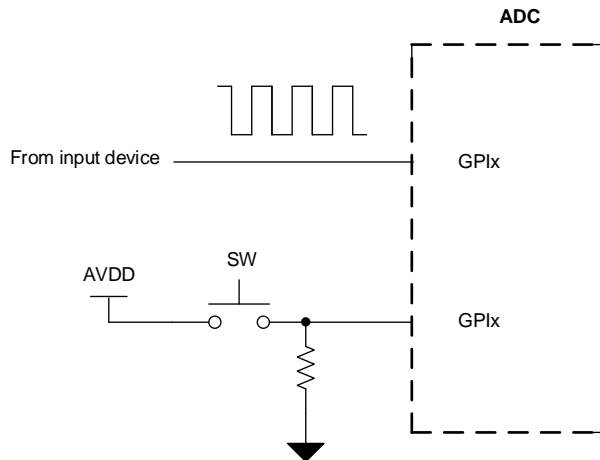 ADC
From input device
GPIx
SW
AVDD
GPIx